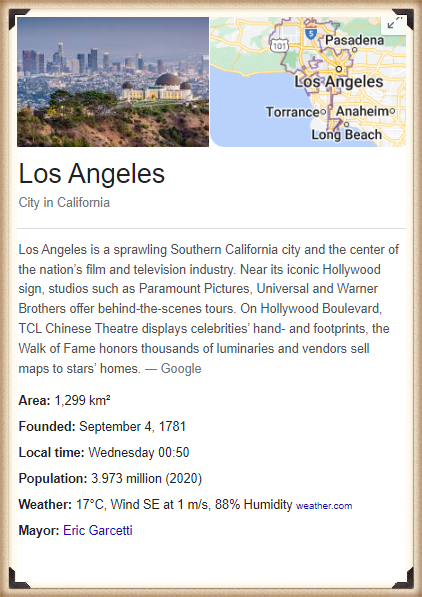 101
5
Pasadena
Los Angeles
Torrance
Anaheim
Long Beach
Los Angeles
City in California
Los Angeles is a sprawling Southern California city and the center of
the nation’s film and television industry. Near its iconic Hollywood
sign, studios such as Paramount Pictures, Universal and Warner
Brothers offer behind-the-scenes tours. On Hollywood Boulevard,
TCL Chinese Theatre displays celebrities’ hand- and footprints, the
Walk of Fame honors thousands of luminaries and vendors sell
maps to stars’ homes. — Google
Area: 1,299 km²
Founded: September 4, 1781
Local time: Wednesday 00:50
Population: 3.973 million (2020)
Weather: 17°C, Wind SE at 1 m/s, 88% Humidity weather.com
Mayor: Eric Garcetti